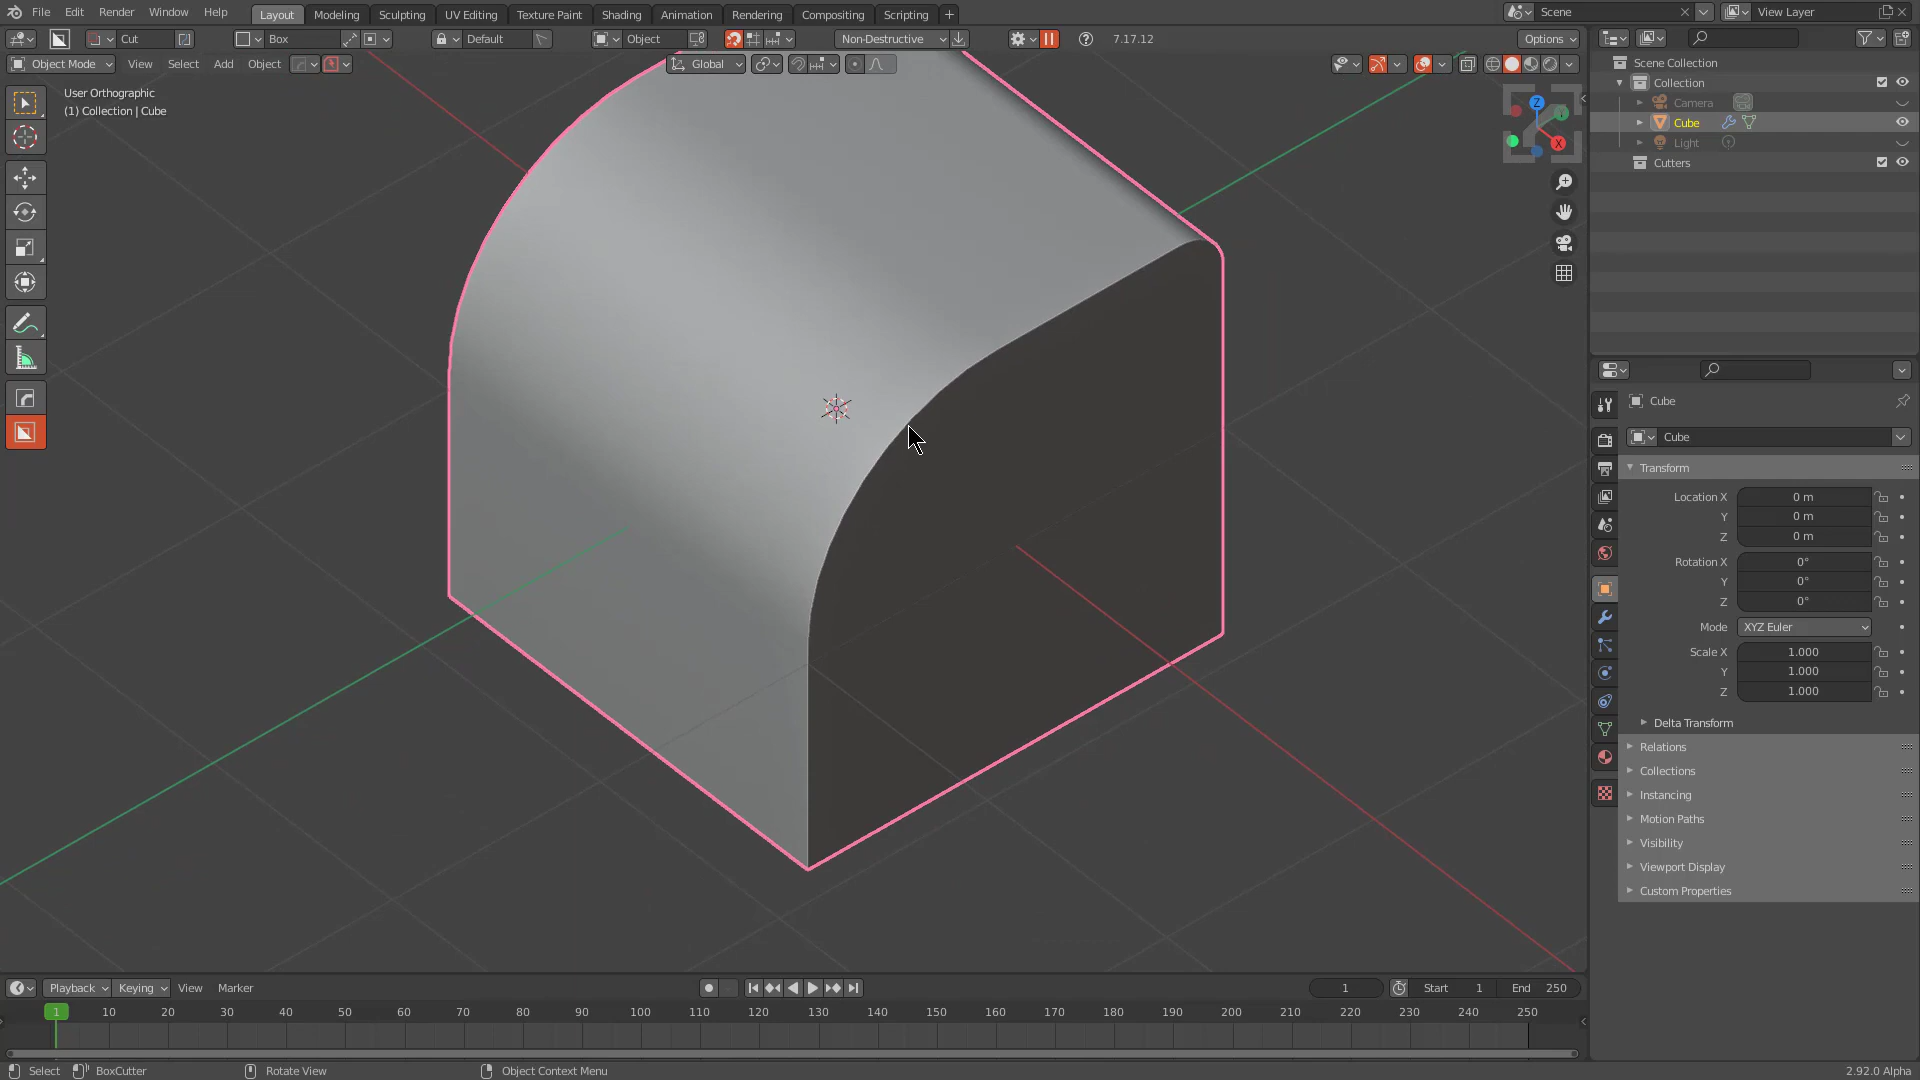 File Edit Render Window Help Layout Modeling Sculpting UV Editing Texture Paint Shading Animation Rendering Compositing Scripting + Scene View Layer
Cut Box Default Object Non-Destructive 7.17.12 Options
Object Mode View Select Add Object Global
User Orthographic
(1) Collection | Cube
Z
X
Scene Collection
Collection
Camera
Cube
Light
Cutters
Cube
Cube
Transform
Location X 0 m
Y 0 m
Z 0 m
Rotation X 0°
Y 0°
Z 0°
Mode XYZ Euler
Scale X 1.000
Y 1.000
Z 1.000
Delta Transform
Relations
Collections
Instancing
Motion Paths
Visibility
Viewport Display
Custom Properties
Playback Keying View Marker 1 Start 1 End 250
1 10 20 30 40 50 60 70 80 90 100 110 120 130 140 150 160 170 180 190 200 210 220 230 240 250
Select BoxCutter Rotate View Object Context Menu 2.92.0 Alpha